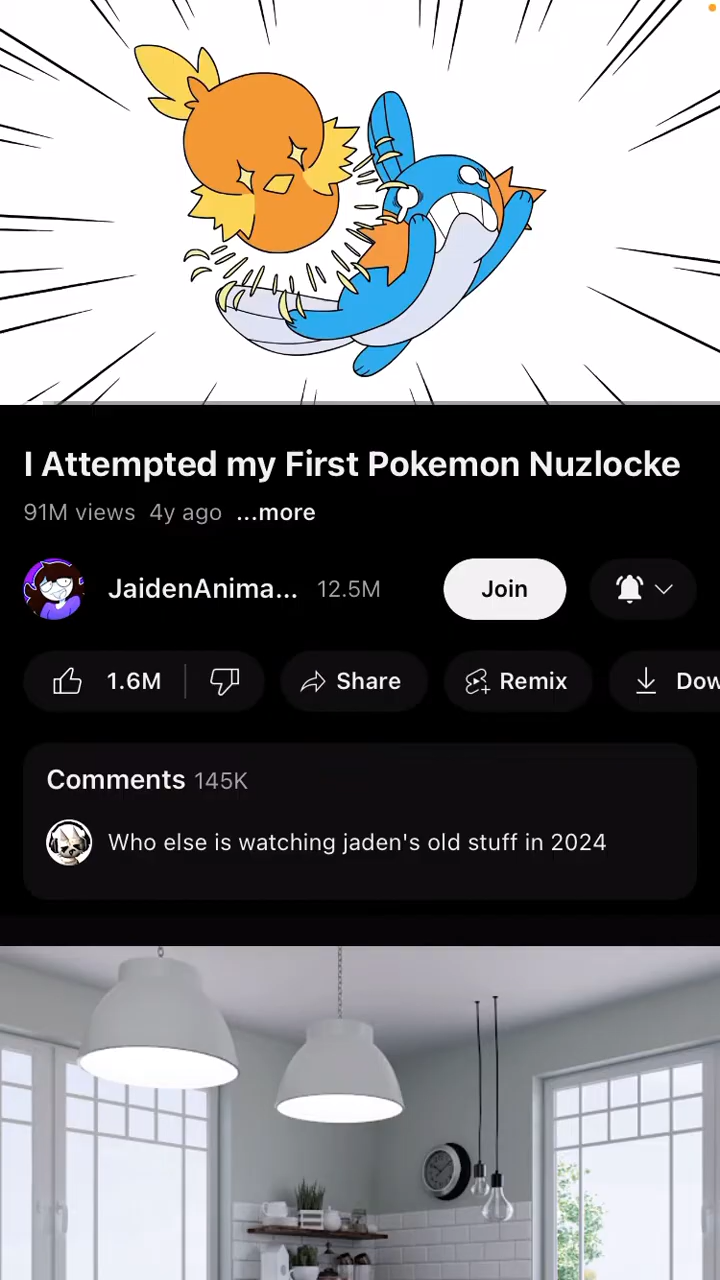 I Attempted my First Pokemon Nuzlocke
91M views 4y ago ...more
JaidenAnima... 12.5M Join
1.6M Share Remix Dow
Comments 145K
Who else is watching jaden's old stuff in 2024